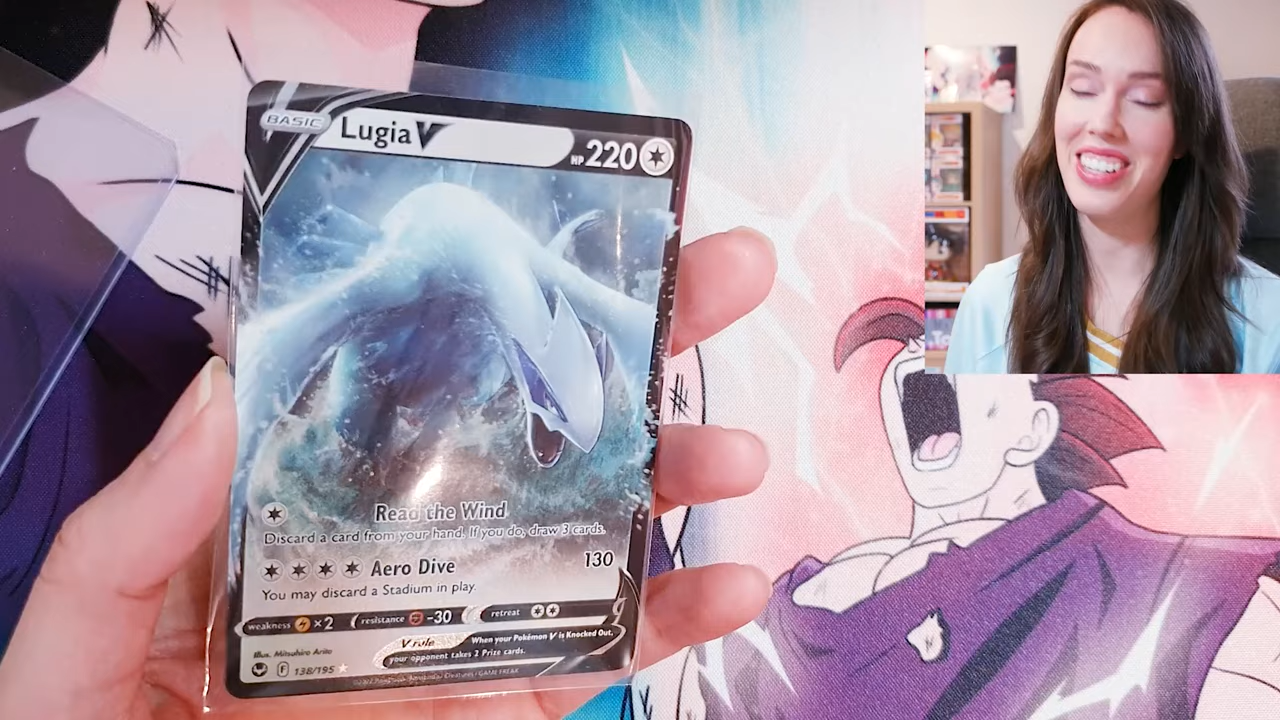 BASIC Lugia V HP 220
Read the Wind
Discard a card from your hand. If you do, draw 3 cards.
Aero Dive 130
You may discard a Stadium in play.
weakness ×2 resistance -30 retreat
V rule When your Pokémon V is Knocked Out,
your opponent takes 2 Prize cards.
Illus. Mitsuhiro Arita
F 138/195